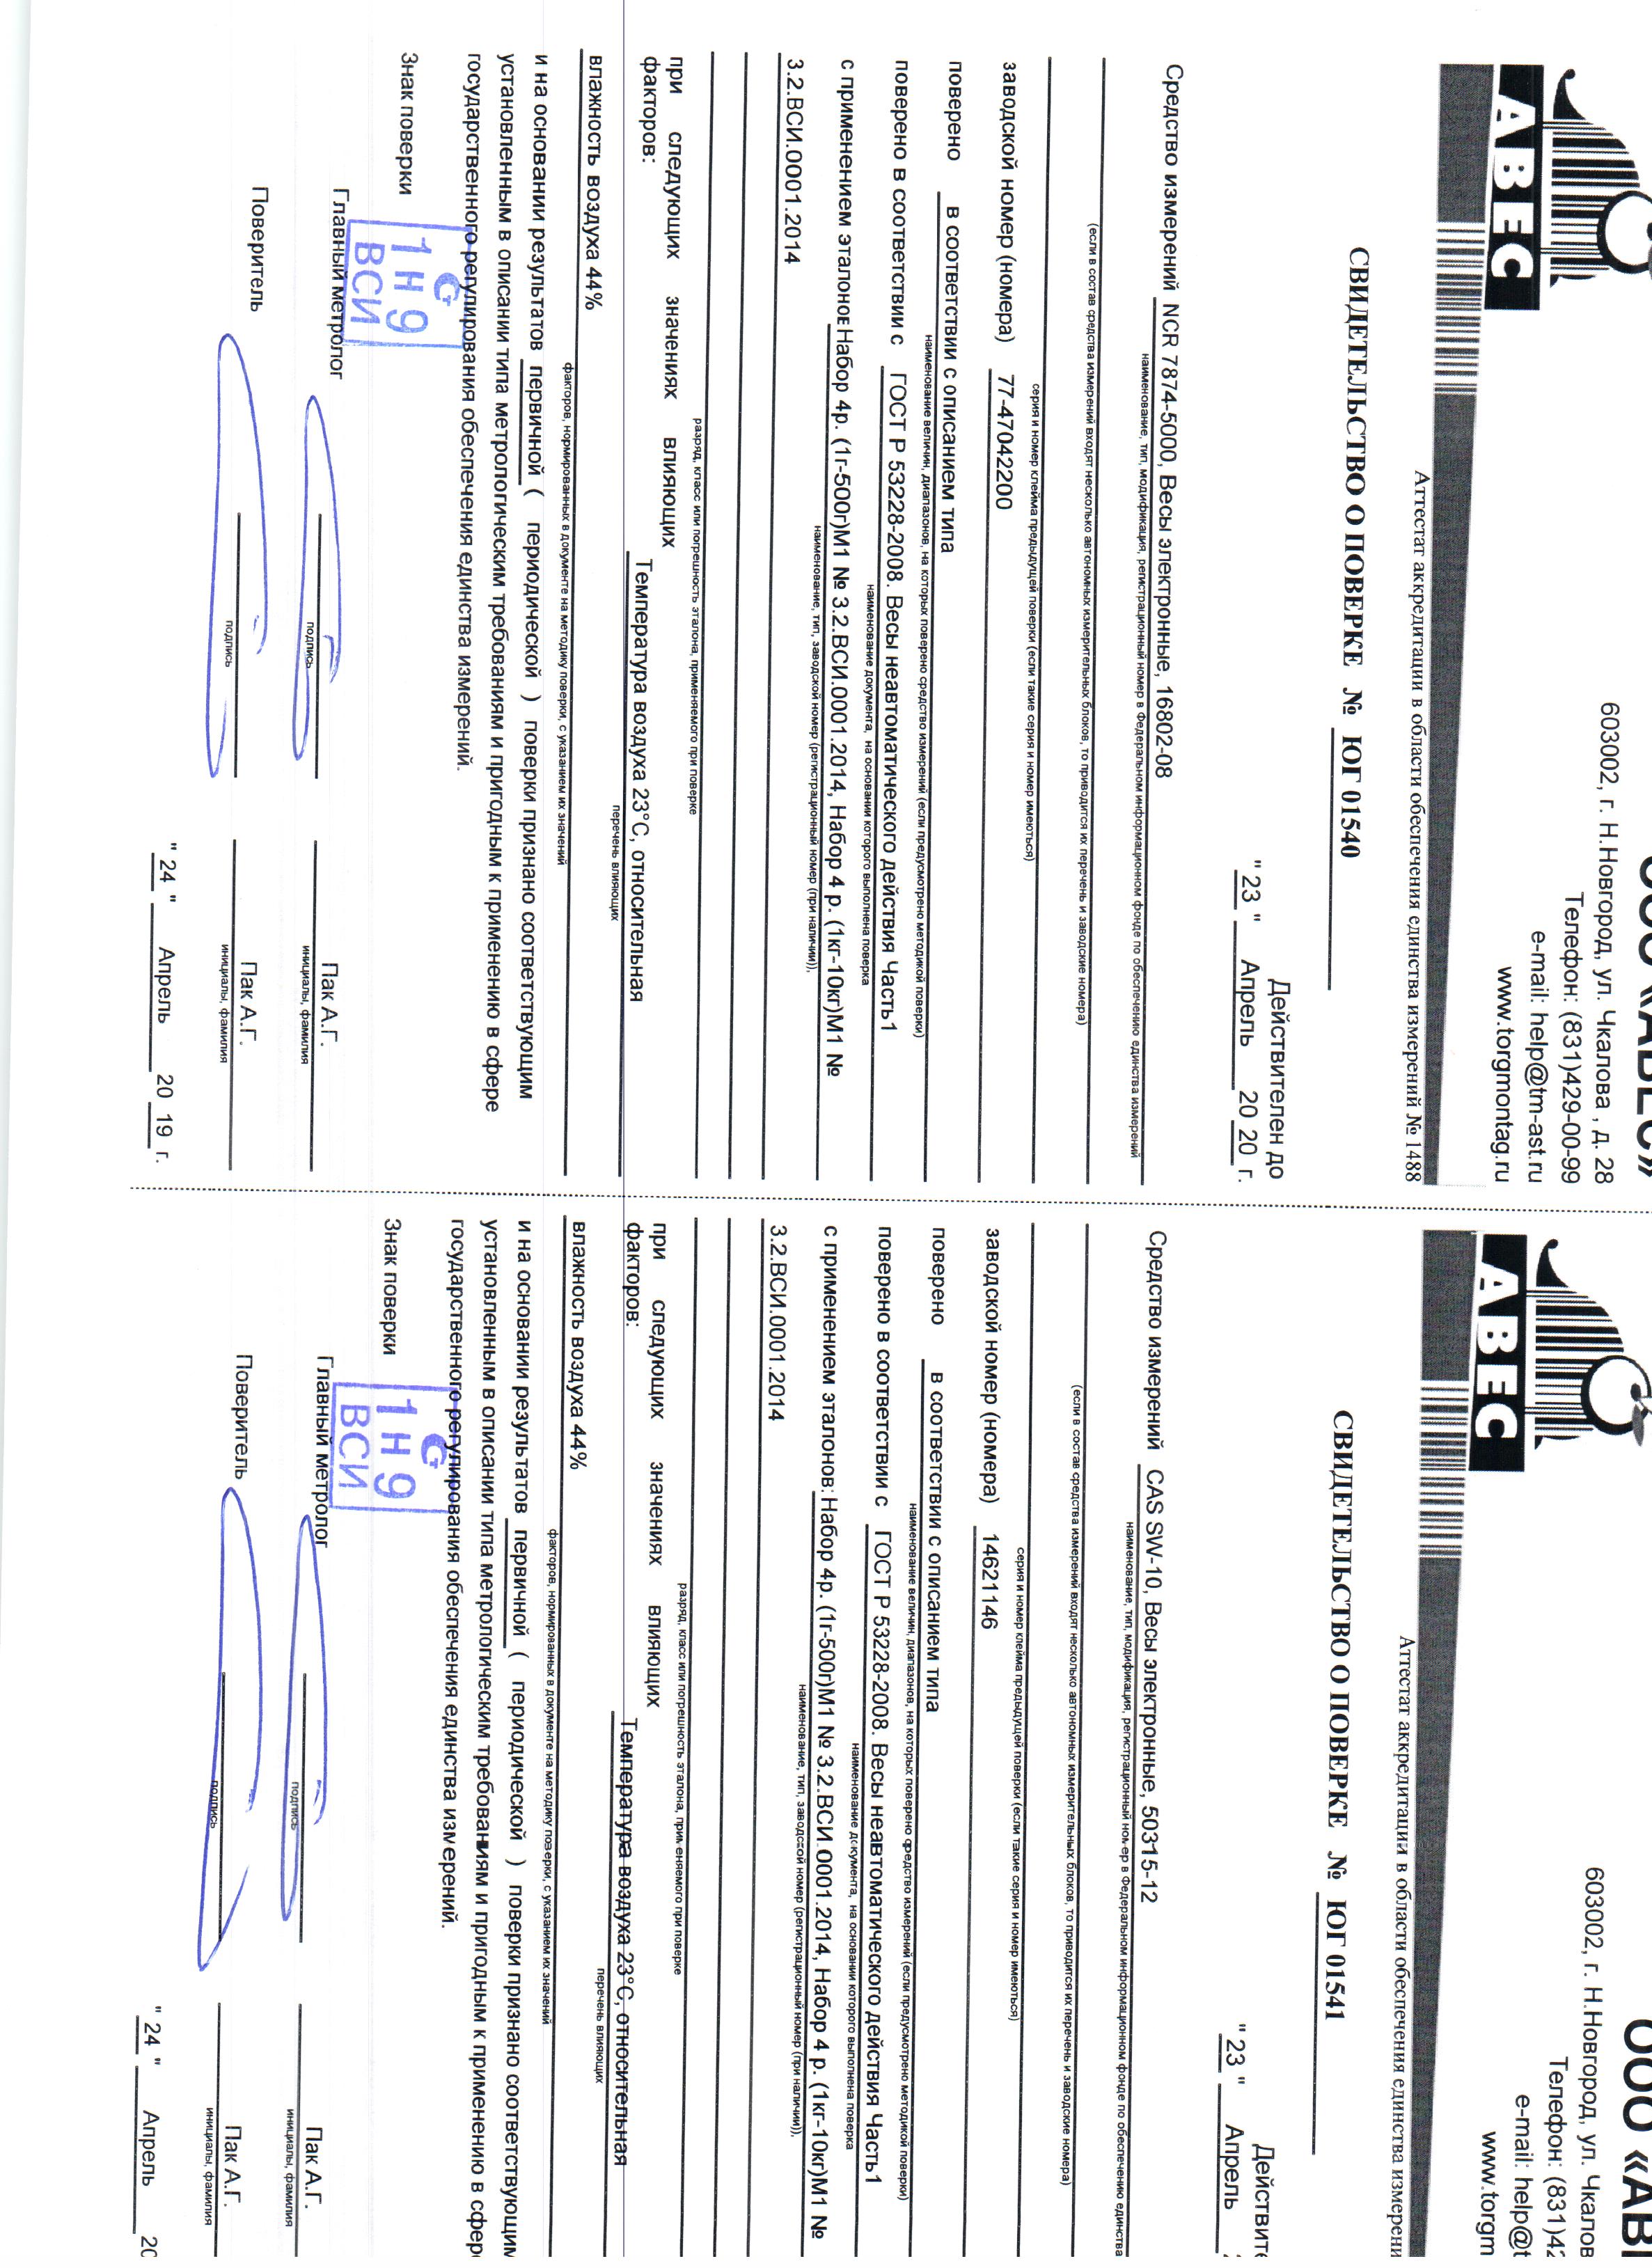 ООО «АВЕС»
603002, г. Н.Новгород, ул. Чкалова , д. 28
Телефон: (831)429-00-99
e-mail: help@tm-ast.ru
www.torgmontag.ru
АВЕС
Аттестат аккредитации в области обеспечения единства измерений № 1488
СВИДЕТЕЛЬСТВО О ПОВЕРКЕ № ЮГ 01540
Действителен до
" 23 " Апрель 20 20 г.
Средство измерений NCR 7874-5000, Весы электронные, 16802-08
наименование, тип, модификация, регистрационный номер в Федеральном информационном фонде по обеспечению единства измерений
(если в состав средства измерений входят несколько автономных измерительных блоков, то приводится их перечень и заводские номера)
серия и номер клейма предыдущей поверки (если такие серия и номер имеються)
заводской номер (номера) 77-47042200
поверено в соответствии с описанием типа
наименование величин, диапазонов, на которых поверено средство измерений (если предусмотрено методикой поверки)
поверено в соответствии с ГОСТ Р 53228-2008. Весы неавтоматического действия Часть1
наименование документа, на основании которого выполнена поверка
с применением эталонов Набор 4р. (1г-500г)М1 № 3.2.ВСИ.0001.2014, Набор 4 р. (1кг-10кг)М1 №
наименование, тип, заводской номер (регистрационный номер (при наличии)),
3.2.ВСИ.0001.2014
разряд, класс или погрешность эталона, применяемого при поверке
при следующих значениях влияющих
факторов: Температура воздуха 23°С, относительная
перечень влияющих
влажность воздуха 44%
факторов, нормированных в документе на методику поверки, с указанием их значений
и на основании результатов первичной ( периодической ) поверки признано соответствующим
установленным в описании типа метрологическим требованиям и пригодным к применению в сфере
государственного регулирования обеспечения единства измерений.
Знак поверки
1 Н 9
ВСИ
Главный метролог Пак А.Г.
подпись инициалы, фамилия
Поверитель Пак А.Г.
подпись инициалы, фамилия
" 24 " Апрель 20 19 г.
ООО «АВ
603002, г. Н.Новгород, ул. Чкалов
Телефон: (831)42
e-mail: help@t
www.torgm
АВЕС
Аттестат аккредитации в области обеспечения единства измерени
СВИДЕТЕЛЬСТВО О ПОВЕРКЕ № ЮГ 01541
Действите
" 23 " Апрель 2
Средство измерений CAS SW-10, Весы электронные, 50315-12
наименование, тип, модификация, регистрационный номер в Федеральном информационном фонде по обеспечению единства
(если в состав средства измерений входят несколько автономных измерительных блоков, то приводится их перечень и заводские номера)
серия и номер клейма предыдущей поверки (если такие серия и номер имеються)
заводской номер (номера) 14621146
поверено в соответствии с описанием типа
наименование величин, диапазонов, на которых поверено средство измерений (если предусмотрено методикой поверки)
поверено в соответствии с ГОСТ Р 53228-2008. Весы неавтоматического действия Часть1
наименование документа, на основании которого выполнена поверка
с применением эталонов: Набор 4р. (1г-500г)М1 № 3.2.ВСИ.0001.2014, Набор 4 р. (1кг-10кг)М1 №
наименование, тип, заводской номер (регистрационный номер (при наличии)),
3.2.ВСИ.0001.2014
разряд, класс или погрешность эталона, применяемого при поверке
при следующих значениях влияющих
факторов: Температура воздуха 23°С, относительная
перечень влияющих
влажность воздуха 44%
факторов, нормированных в документе на методику поверки, с указанием их значений
и на основании результатов первичной ( периодической ) поверки признано соответствующим
установленным в описании типа метрологическим требованиям и пригодным к применению в сфере
государственного регулирования обеспечения единства измерений.
Знак поверки
1 Н 9
ВСИ
Главный метролог Пак А.Г.
подпись инициалы, фамилия
Поверитель Пак А.Г.
подпись инициалы, фамилия
" 24 " Апрель 20